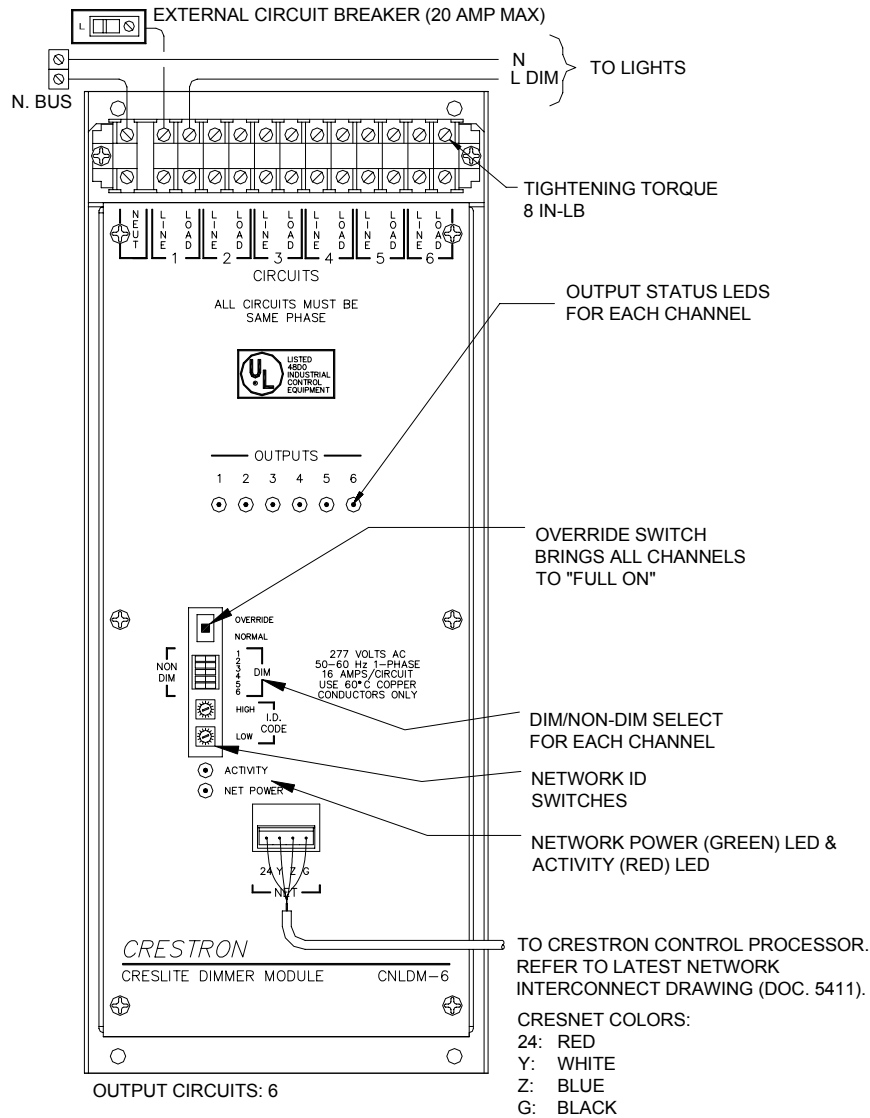 EXTERNAL CIRCUIT BREAKER (20 AMP MAX)
L
N
L DIM
TO LIGHTS
N. BUS
TIGHTENING TORQUE
8 IN-LB
NEUT LINE LOAD LINE LOAD LINE LOAD LINE LOAD LINE LOAD LINE LOAD
1 2 3 4 5 6
CIRCUITS
ALL CIRCUITS MUST BE
SAME PHASE
OUTPUT STATUS LEDS
FOR EACH CHANNEL
UL
LISTED
48D0
INDUSTRIAL
CONTROL
EQUIPMENT
OUTPUTS
1 2 3 4 5 6
OVERRIDE SWITCH
BRINGS ALL CHANNELS
TO "FULL ON"
OVERRIDE
NORMAL
NON
DIM
1
2
3
4
5
6
DIM
277 VOLTS AC
50-60 Hz 1-PHASE
16 AMPS/CIRCUIT
USE 60°C COPPER
CONDUCTORS ONLY
HIGH
LOW
I.D.
CODE
DIM/NON-DIM SELECT
FOR EACH CHANNEL
ACTIVITY
NET POWER
NETWORK ID
SWITCHES
NETWORK POWER (GREEN) LED &
ACTIVITY (RED) LED
24 Y Z G
NET
CRESTRON
CRESLITE DIMMER MODULE CNLDM-6
TO CRESTRON CONTROL PROCESSOR.
REFER TO LATEST NETWORK
INTERCONNECT DRAWING (DOC. 5411).
CRESNET COLORS:
24: RED
Y: WHITE
Z: BLUE
G: BLACK
OUTPUT CIRCUITS: 6